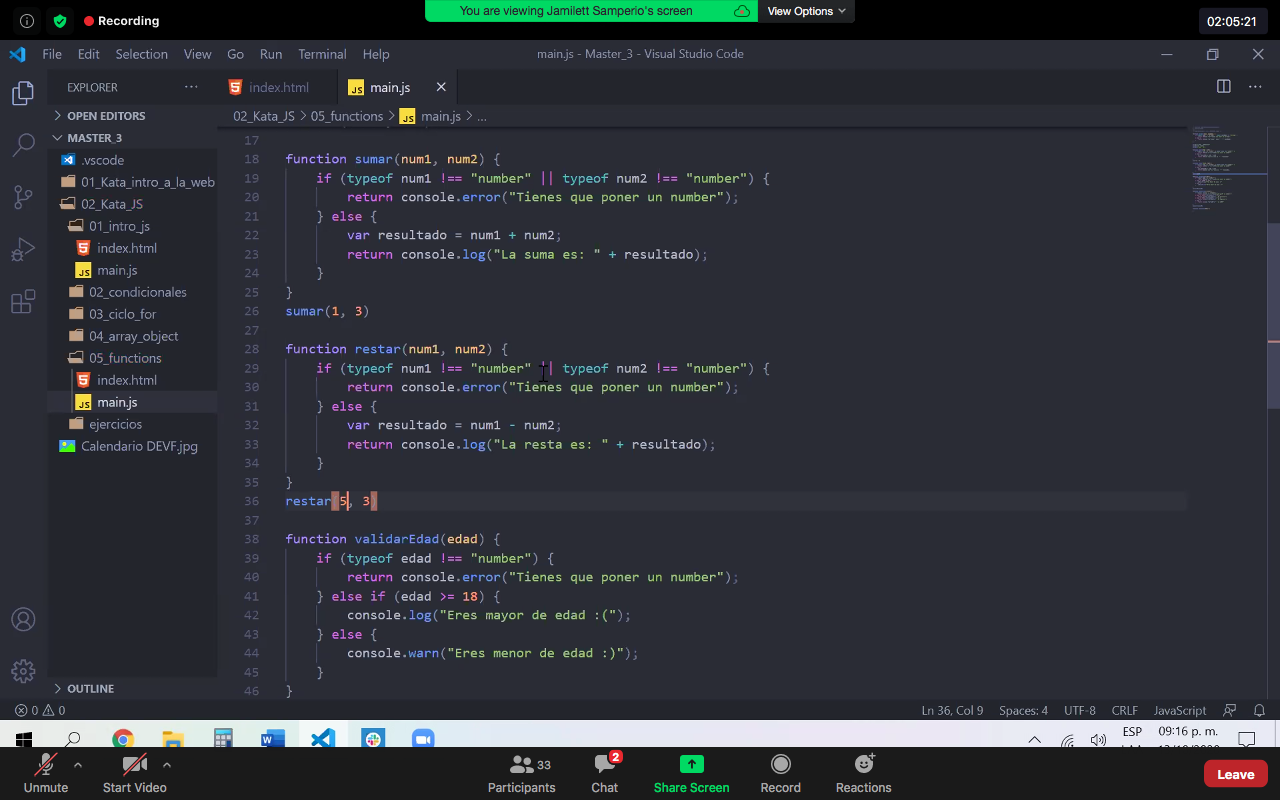 Recording
You are viewing Jamilett Samperio's screen
View Options
02:05:21
File Edit Selection View Go Run Terminal Help
main.js - Master_3 - Visual Studio Code
EXPLORER
index.html
main.js
OPEN EDITORS
02_Kata_JS > 05_functions > JS main.js > ...
MASTER_3
.vscode
01_Kata_intro_a_la_web
02_Kata_JS
01_intro_js
index.html
JS main.js
02_condicionales
03_ciclo_for
04_array_object
05_functions
index.html
JS main.js
ejercicios
Calendario DEVF.jpg
OUTLINE
17
18 function sumar(num1, num2) {
19 if (typeof num1 !== "number" || typeof num2 !== "number") {
20 return console.error("Tienes que poner un number");
21 } else {
22 var resultado = num1 + num2;
23 return console.log("La suma es: " + resultado);
24 }
25 }
26 sumar(1, 3)
27
28 function restar(num1, num2) {
29 if (typeof num1 !== "number" || typeof num2 !== "number") {
30 return console.error("Tienes que poner un number");
31 } else {
32 var resultado = num1 - num2;
33 return console.log("La resta es: " + resultado);
34 }
35 }
36 restar(5, 3)
37
38 function validarEdad(edad) {
39 if (typeof edad !== "number") {
40 return console.error("Tienes que poner un number");
41 } else if (edad >= 18) {
42 console.log("Eres mayor de edad :(");
43 } else {
44 console.warn("Eres menor de edad :)");
45 }
46 }
0 0
Ln 36, Col 9 Spaces: 4 UTF-8 CRLF JavaScript
ESP
09:16 p. m.
Unmute
Start Video
33
Participants
2
Chat
Share Screen
Record
Reactions
Leave